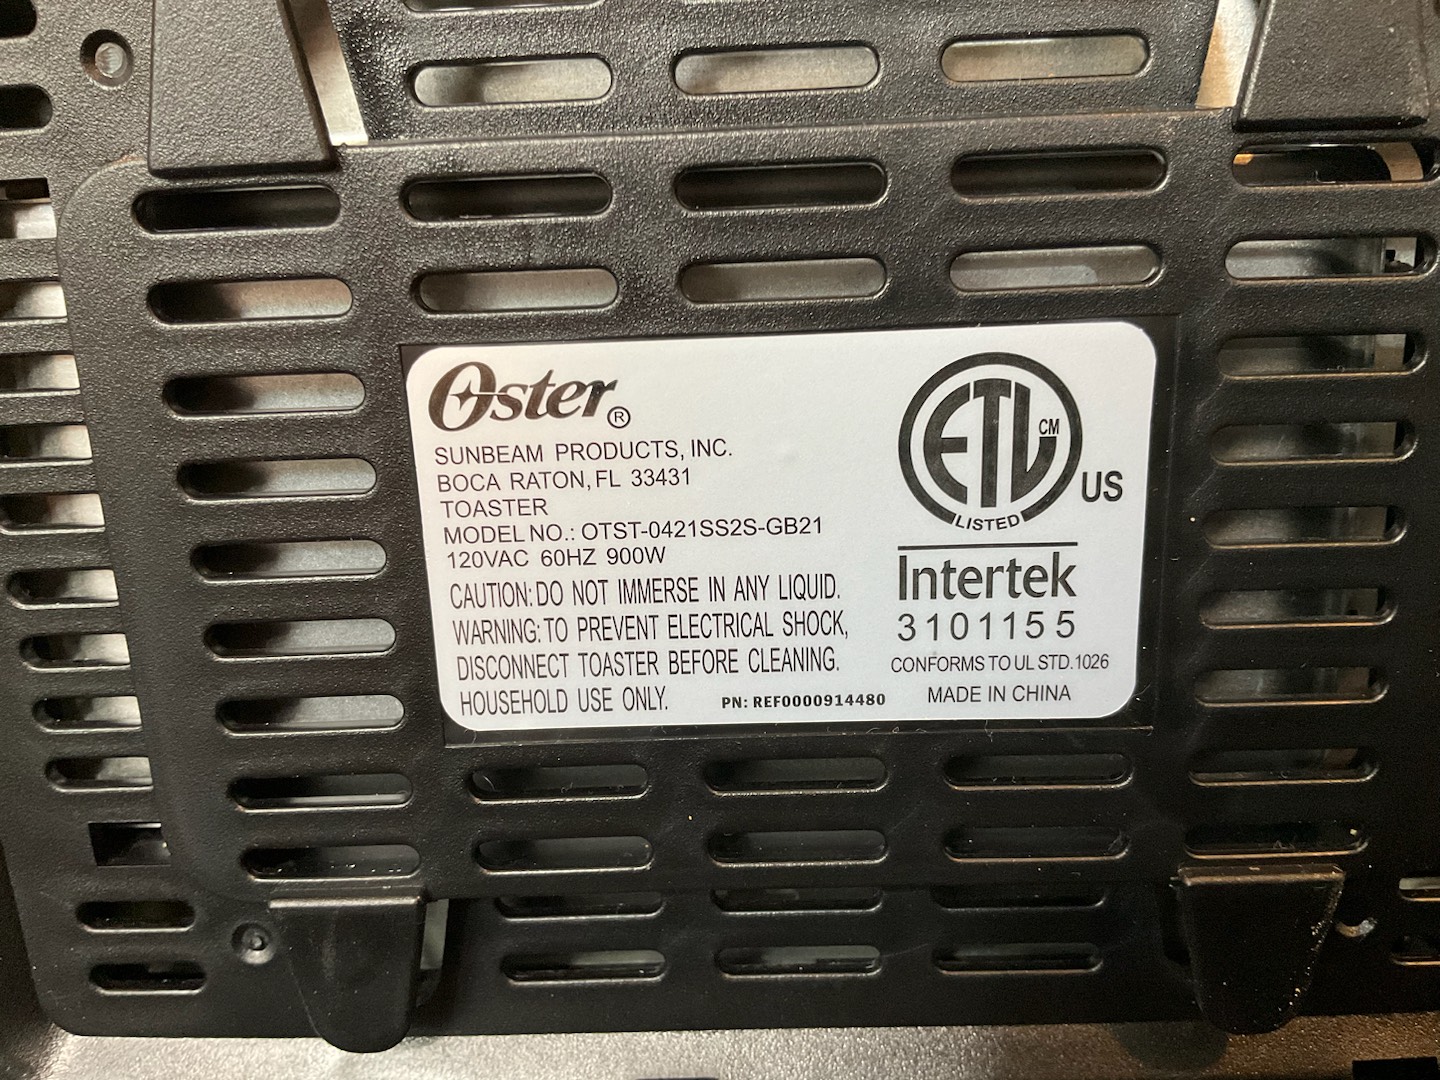 Oster®
SUNBEAM PRODUCTS, INC.
BOCA RATON, FL 33431
TOASTER
MODEL NO.: OTST-0421SS2S-GB21
120VAC 60HZ 900W
CAUTION: DO NOT IMMERSE IN ANY LIQUID.
WARNING: TO PREVENT ELECTRICAL SHOCK,
DISCONNECT TOASTER BEFORE CLEANING.
HOUSEHOLD USE ONLY.
PN: REF0000914480
ETL CM
US
LISTED
Intertek
3101155
CONFORMS TO UL STD. 1026
MADE IN CHINA